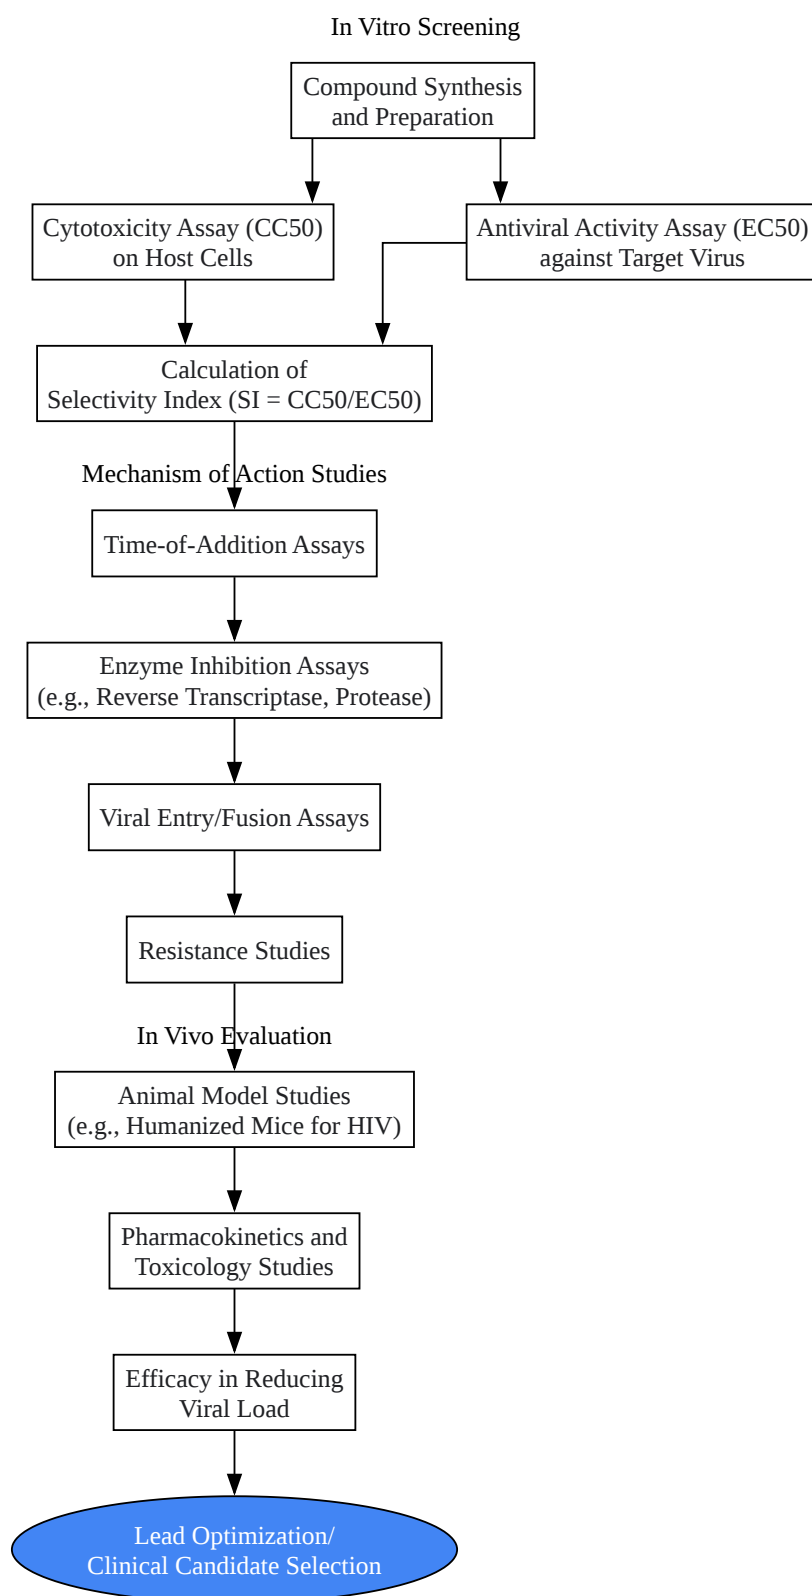 In Vitro Screening
Compound Synthesis
and Preparation
Cytotoxicity Assay (CC50)
on Host Cells
Antiviral Activity Assay (EC50)
against Target Virus
Calculation of
Selectivity Index (SI = CC50/EC50)
Mechanism of Action Studies
Time-of-Addition Assays
Enzyme Inhibition Assays
(e.g., Reverse Transcriptase, Protease)
Viral Entry/Fusion Assays
Resistance Studies
In Vivo Evaluation
Animal Model Studies
(e.g., Humanized Mice for HIV)
Pharmacokinetics and
Toxicology Studies
Efficacy in Reducing
Viral Load
Lead Optimization/
Clinical Candidate Selection